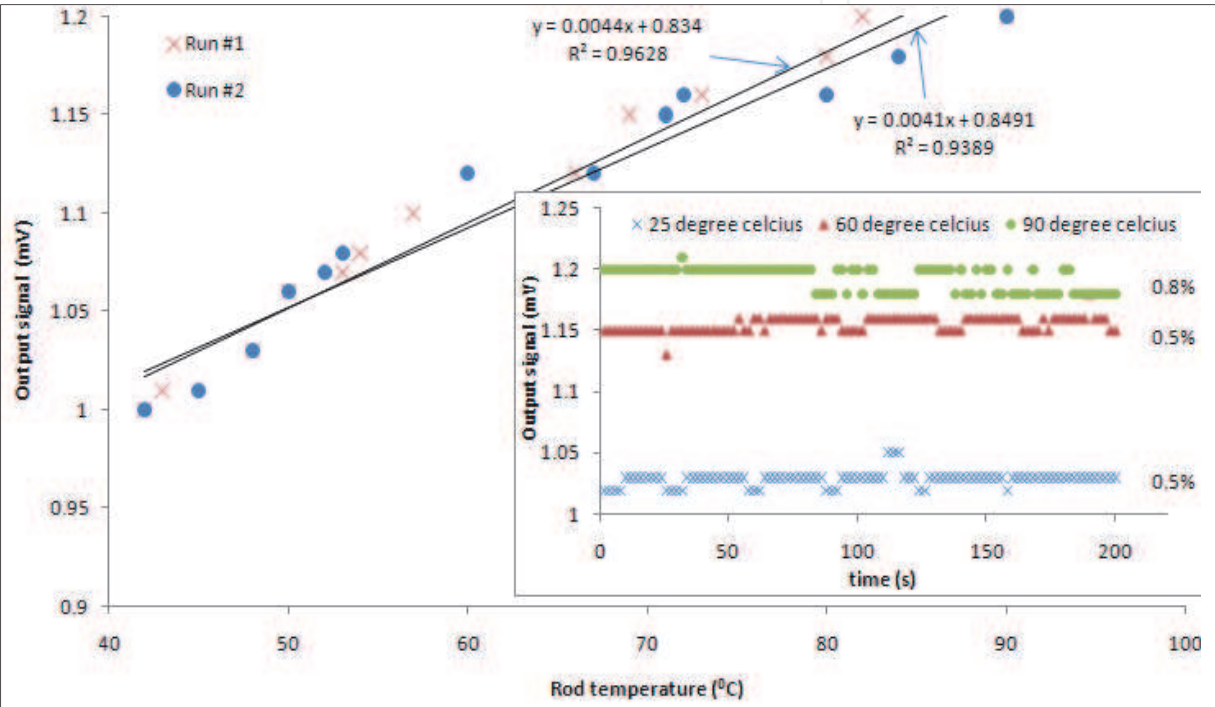 1.2
1.15
1.1
1.05
1
0.95
0.9
Output signal (mV)
Run #1
Run #2
y = 0.0044x + 0.834
R² = 0.9628
y = 0.0041x + 0.8491
R² = 0.9389
1.25
1.2
1.15
1.1
1.05
1
Output signal (mV)
25 degree celcius 60 degree celcius 90 degree celcius
0.8%
0.5%
0.5%
0 50 100 150 200
time (s)
40 50 60 70 80 90 100
Rod temperature (⁰C)